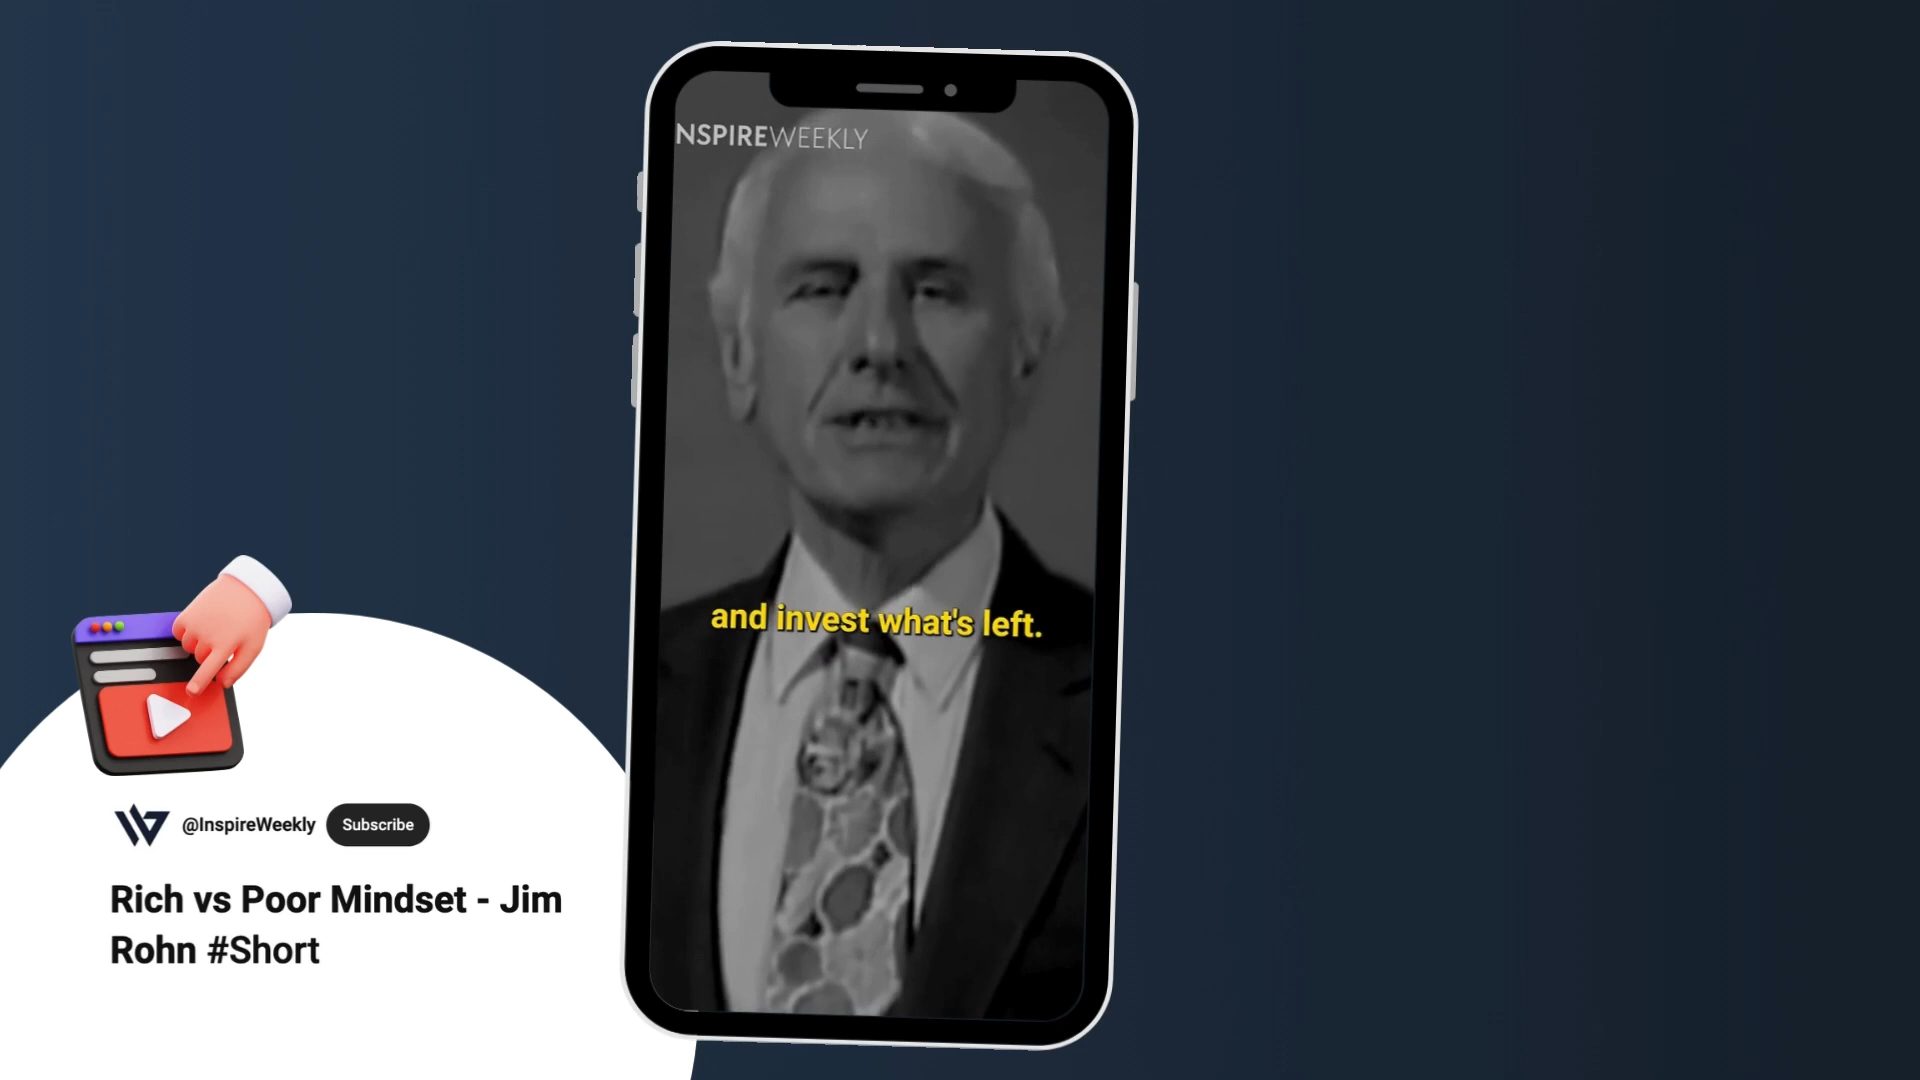 NSPIREWEEKLY
and invest what's left.
@InspireWeekly Subscribe
Rich vs Poor Mindset - Jim
Rohn #Short